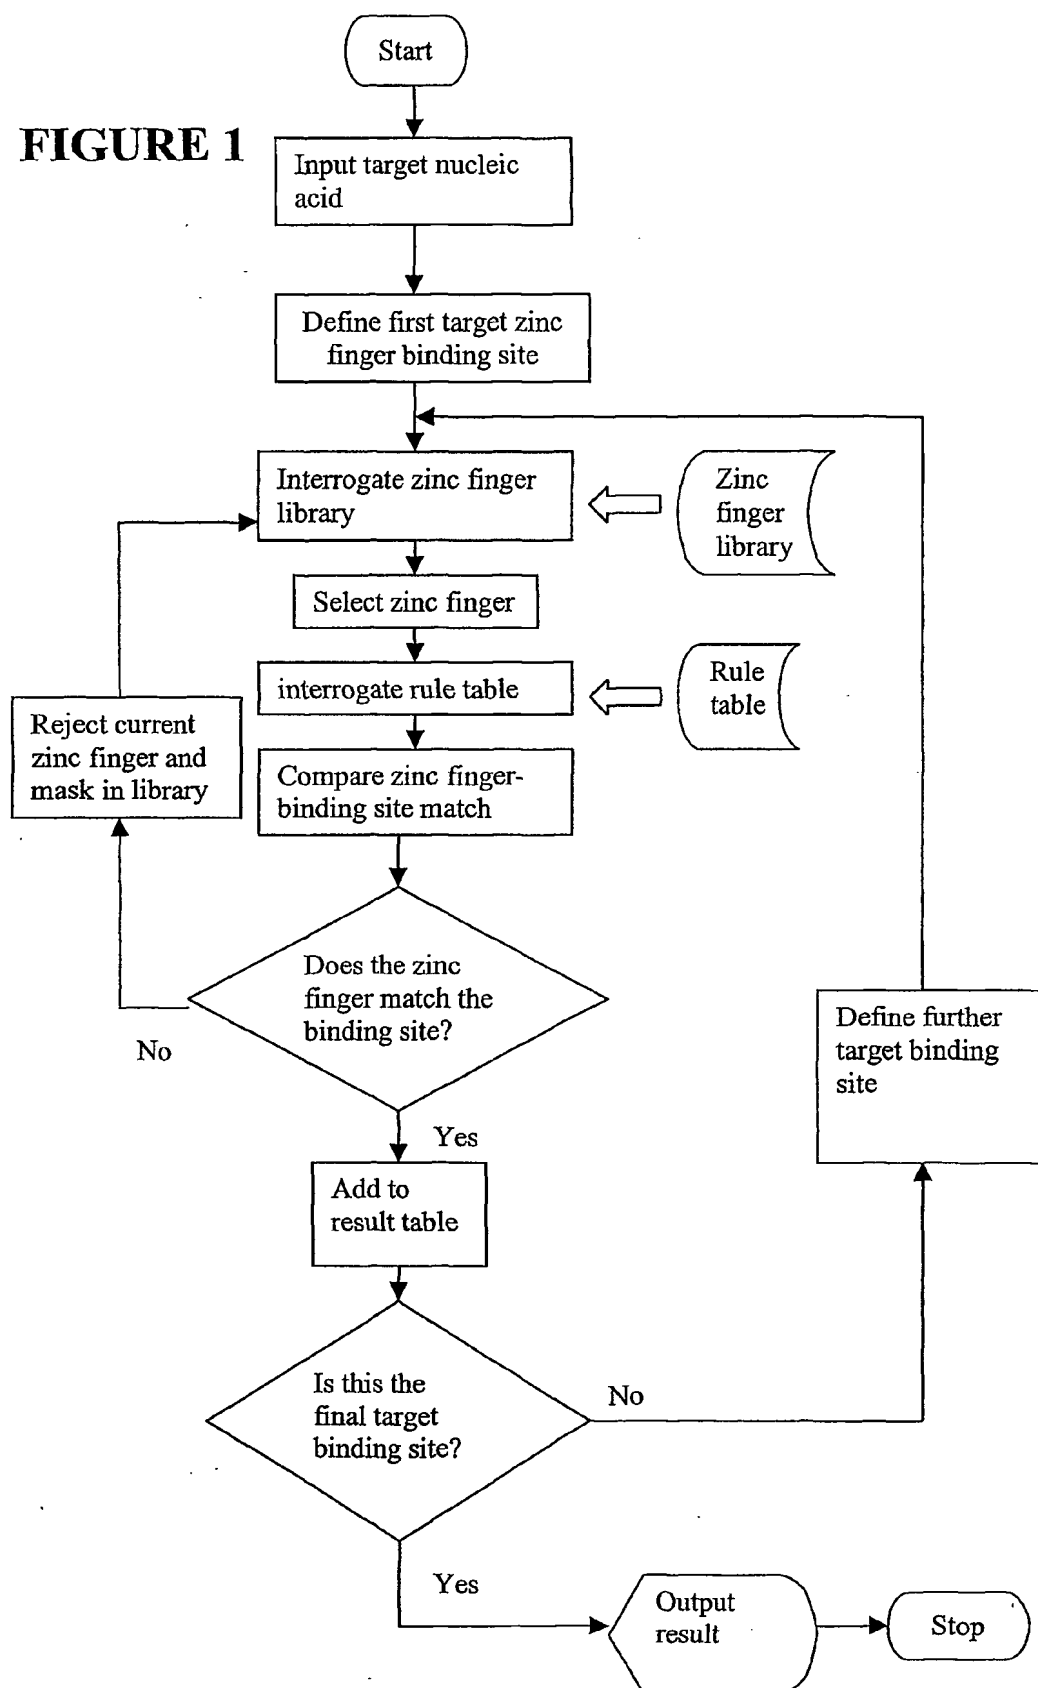 Start
FIGURE 1
Input target nucleic
acid
Define first target zinc
finger binding site
Interrogate zinc finger
library
Zinc
finger
library
Select zinc finger
interrogate rule table
Rule
table
Reject current
zinc finger and
mask in library
Compare zinc finger-
binding site match
Does the zinc
finger match the
binding site?
No
Define further
target binding
site
Yes
Add to
result table
Is this the
final target
binding site?
No
Yes
Output
result
Stop